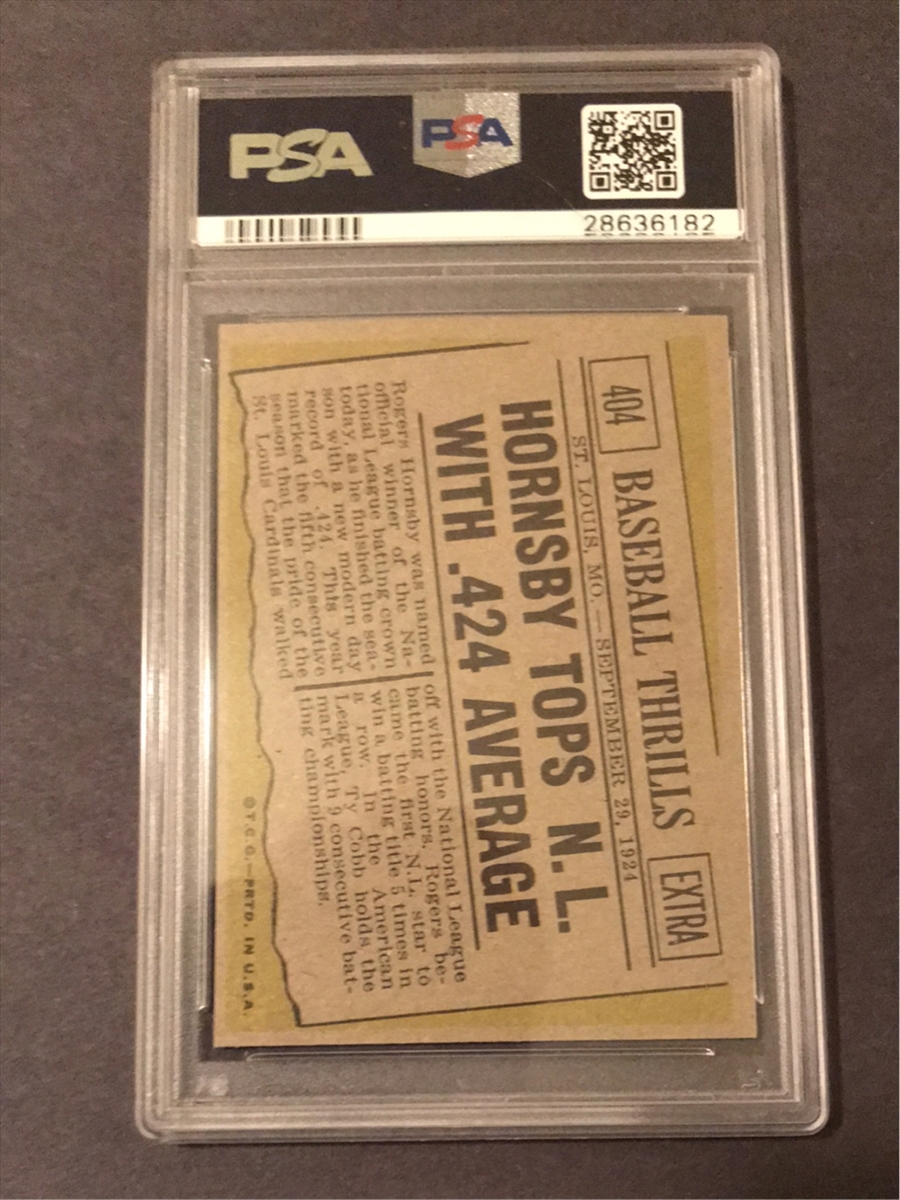 PSA
PSA
28636182
404
BASEBALL THRILLS
EXTRA
ST. LOUIS, MO. — SEPTEMBER 29, 1924
HORNSBY TOPS N. L.
WITH .424 AVERAGE
Rogers Hornsby was named
official winner of the Na-
tional League batting crown
today, as he finished the sea-
son with a new modern day
record of .424. This year
marked the fifth consecutive
season that the pride of the
St. Louis Cardinals walked
off with the National League
batting honors. Rogers be-
came the first N.L. star to
win a batting title 5 times in
a row. In the American
League, Ty Cobb holds the
mark with 9 consecutive bat-
ting championships.
©T.C.G.—PRTD. IN U.S.A.